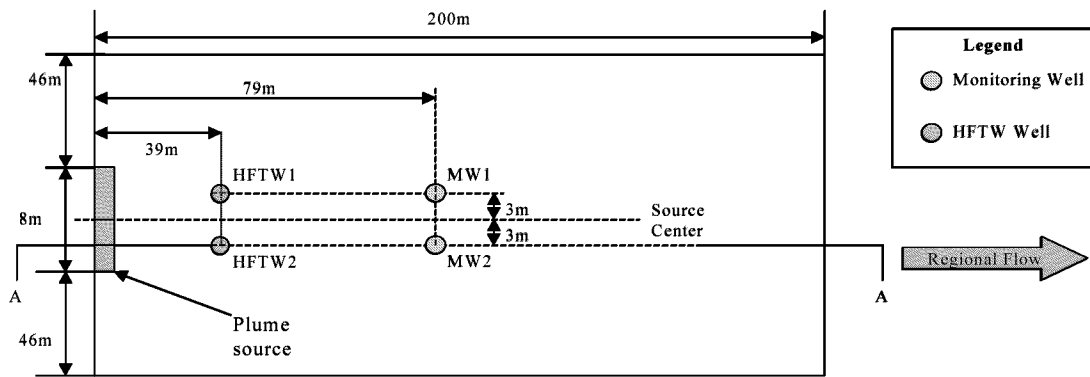 200m
Legend
Monitoring Well
HFTW Well
46m
79m
39m
HFTW1
MW1
8m
3m
3m
Source
Center
HFTW2
MW2
Regional Flow
A
A
46m
Plume
source